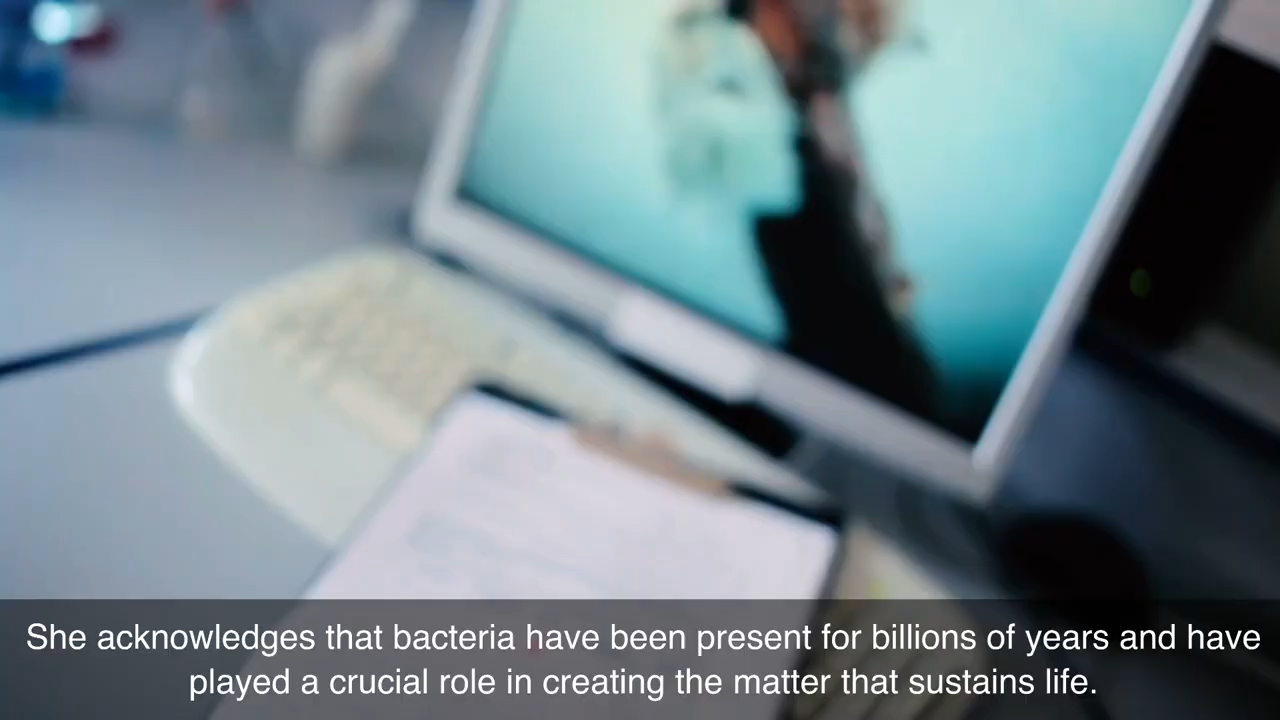 She acknowledges that bacteria have been present for billions of years and have
played a crucial role in creating the matter that sustains life.